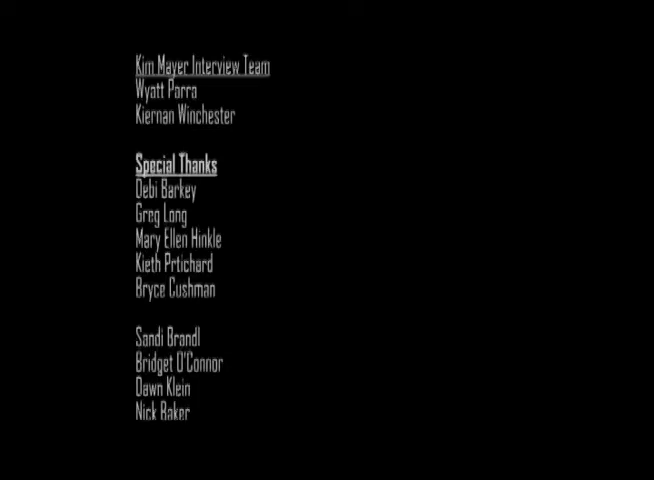 Kim Mayer Interview Team
Wyatt Parra
Kiernan Winchester
Special Thanks
Debi Barkey
Greg Long
Mary Ellen Hinkle
Kieth Prtichard
Bryce Cushman
Sandi Brandl
Bridget O'Connor
Dawn Klein
Nick Baker